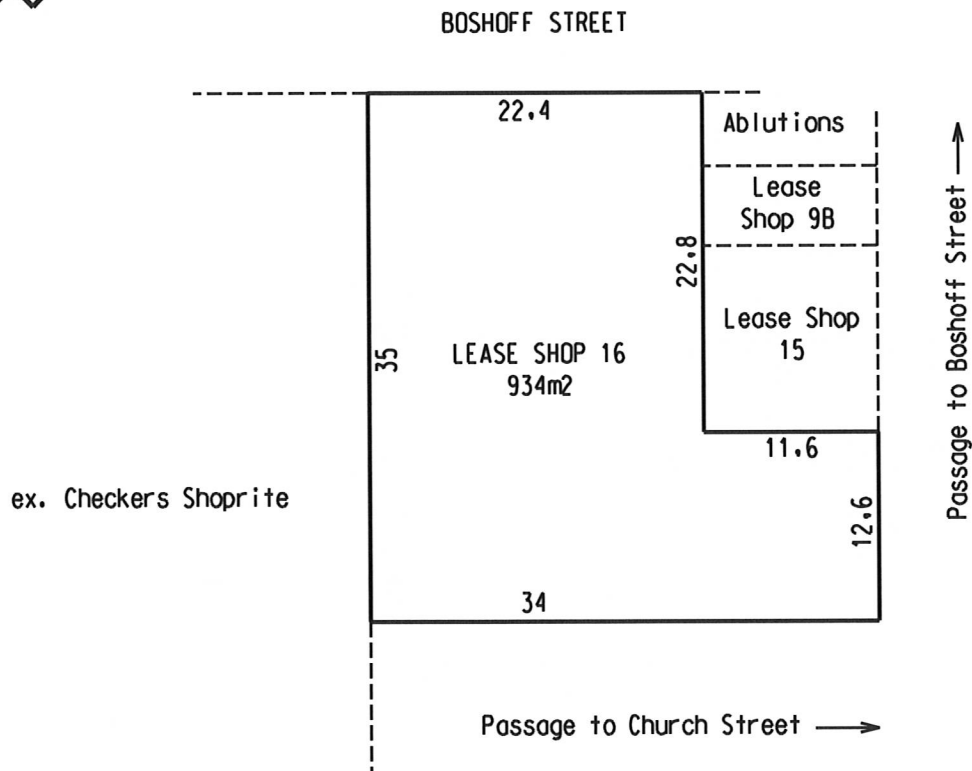 BOSHOFF STREET
22.4
Ablutions
Lease
Shop 9B
22.8
Lease Shop
15
Passage to Boshoff Street
35
LEASE SHOP 16
934m2
11.6
ex. Checkers Shoprite
12.6
34
Passage to Church Street